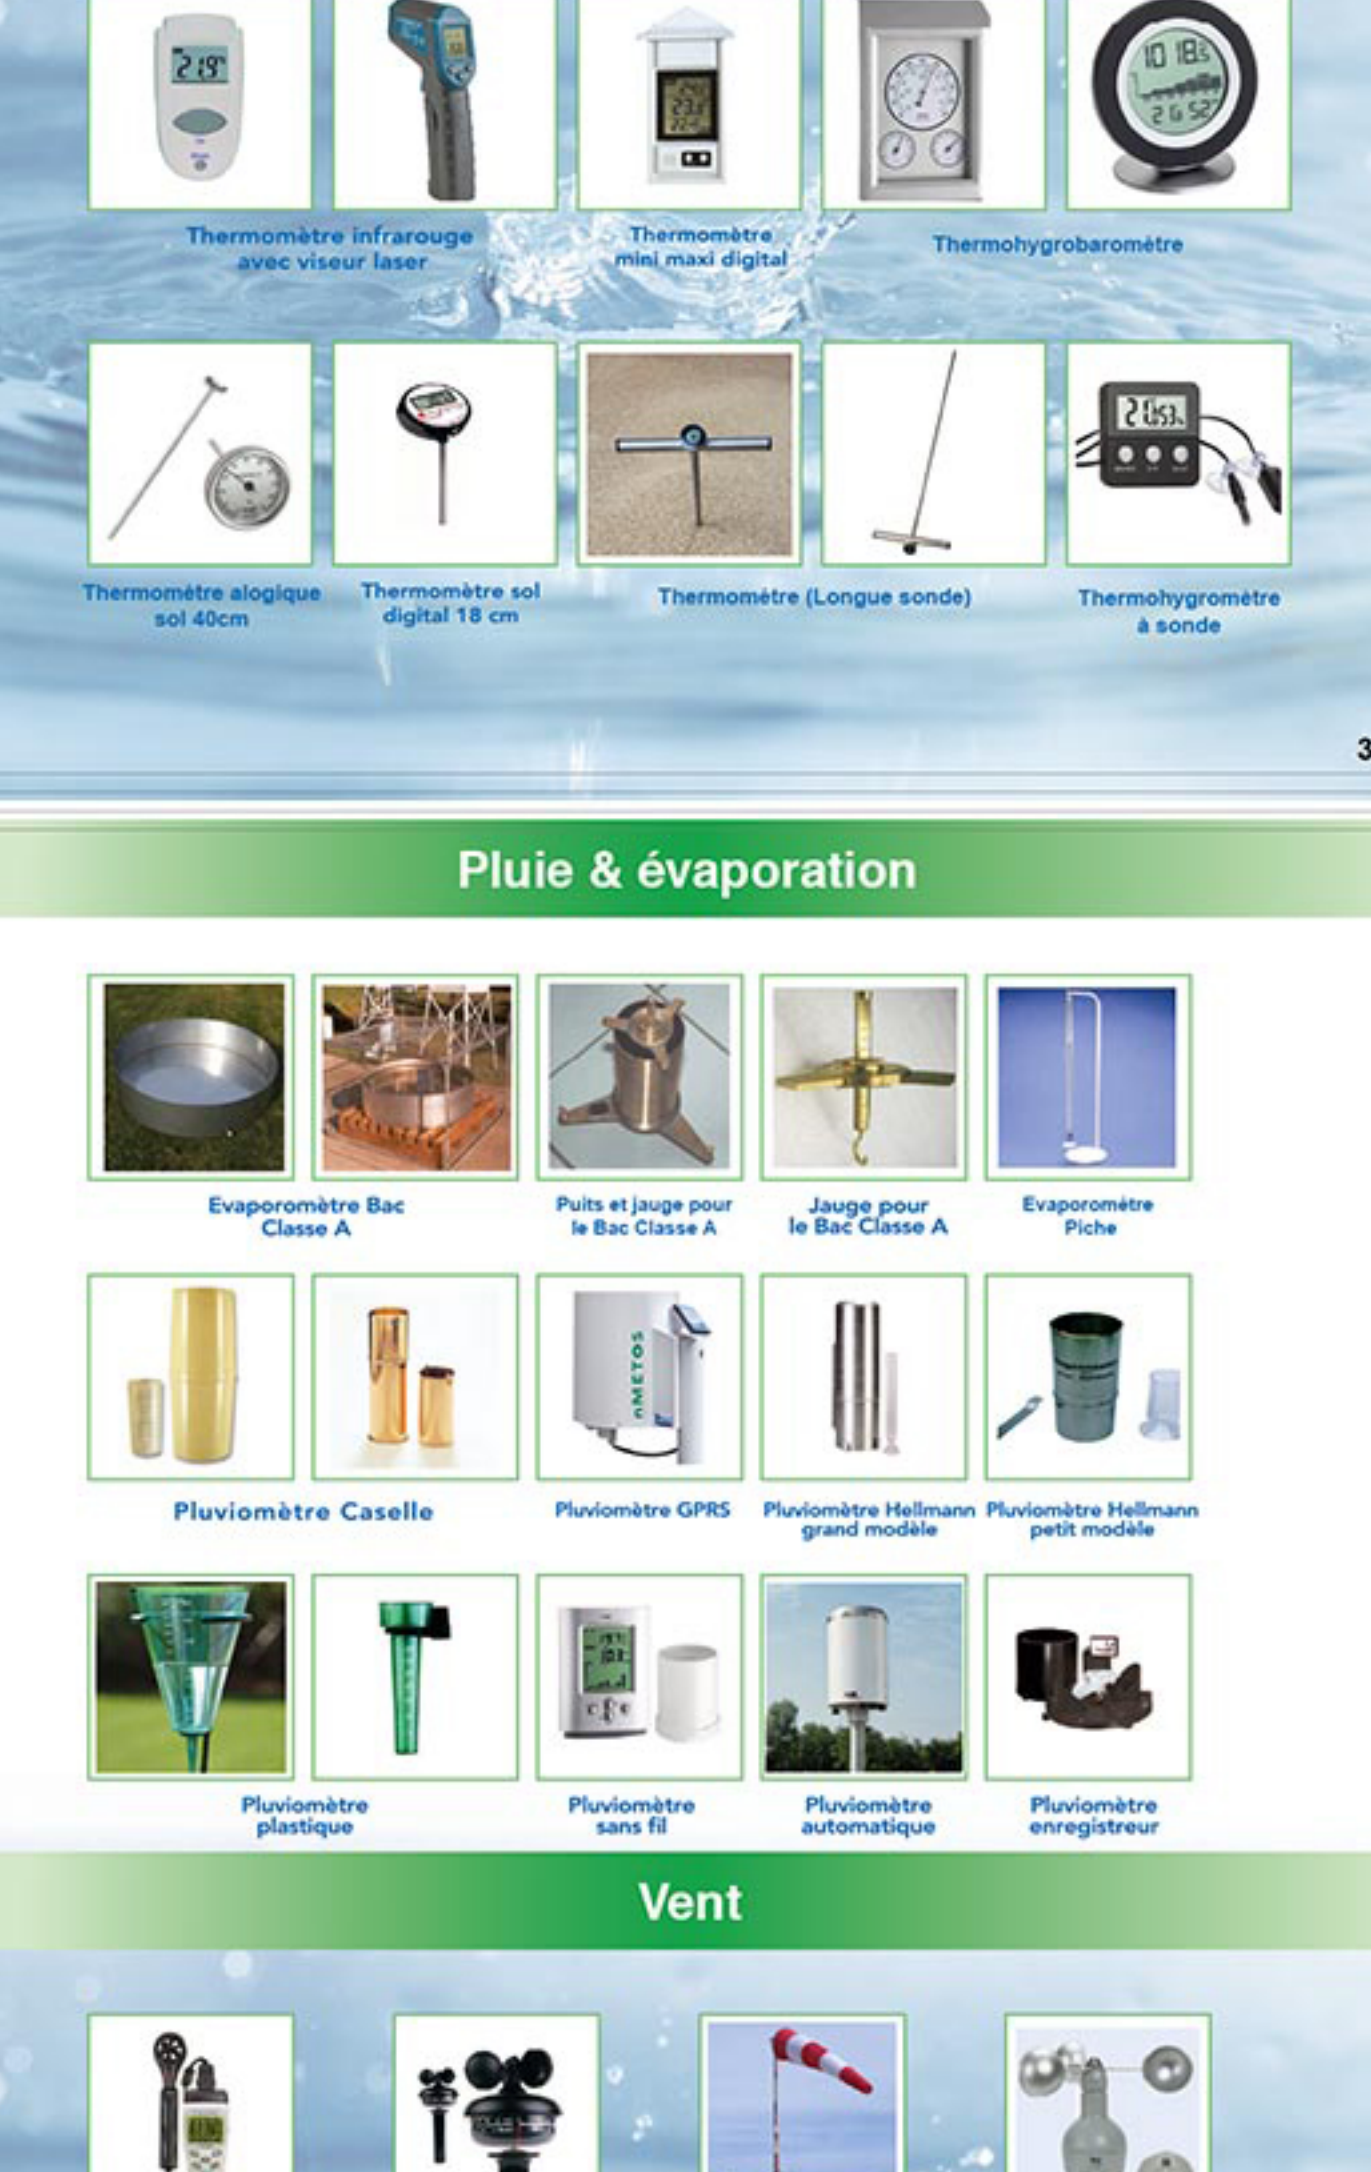 21.9
Thermomètre infrarouge
avec viseur laser
Thermomètre
mini maxi digital
Thermohygrobaromètre
Thermomètre alogique
sol 40cm
Thermomètre sol
digital 18 cm
Thermomètre (Longue sonde)
Thermohygromètre
à sonde
3
Pluie & évaporation
Evaporomètre Bac
Classe A
Puits et jauge pour
le Bac Classe A
Jauge pour
le Bac Classe A
Evaporomètre
Piche
nMETOS
Pluviomètre Caselle
Pluviomètre GPRS
Pluviomètre Hellmann
grand modèle
Pluviomètre Hellmann
petit modèle
Pluviomètre
plastique
Pluviomètre
sans fil
Pluviomètre
automatique
Pluviomètre
enregistreur
Vent